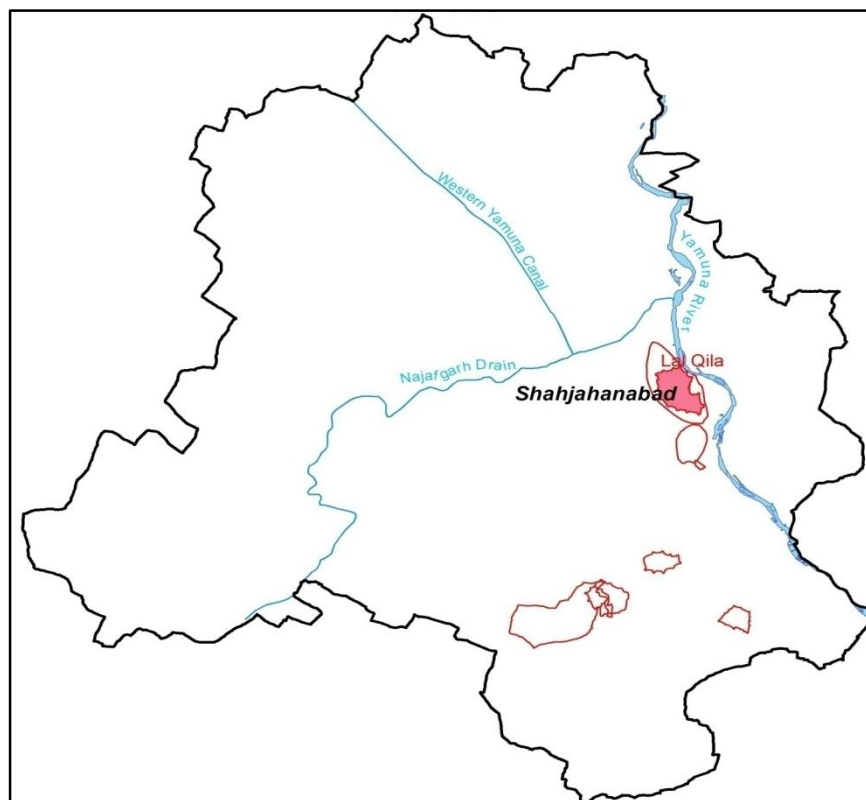 Western Yamuna Canal
Yamuna River
Lal Qila
Najafgarh Drain
Shahjahanabad